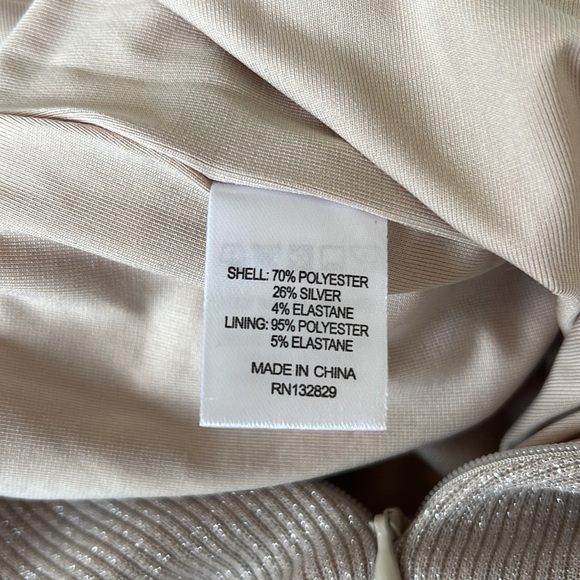 SHELL: 70% POLYESTER
26% SILVER
4% ELASTANE
LINING: 95% POLYESTER
5% ELASTANE
MADE IN CHINA
RN132829